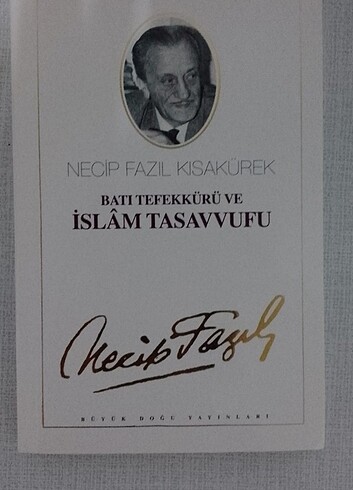 NECİP FAZIL KISAKÜREK
BATI TEFEKKÜRÜ VE
İSLÂM TASAVVUFU
Necip Fazıl
BÜYÜK DOĞU YAYINLARI